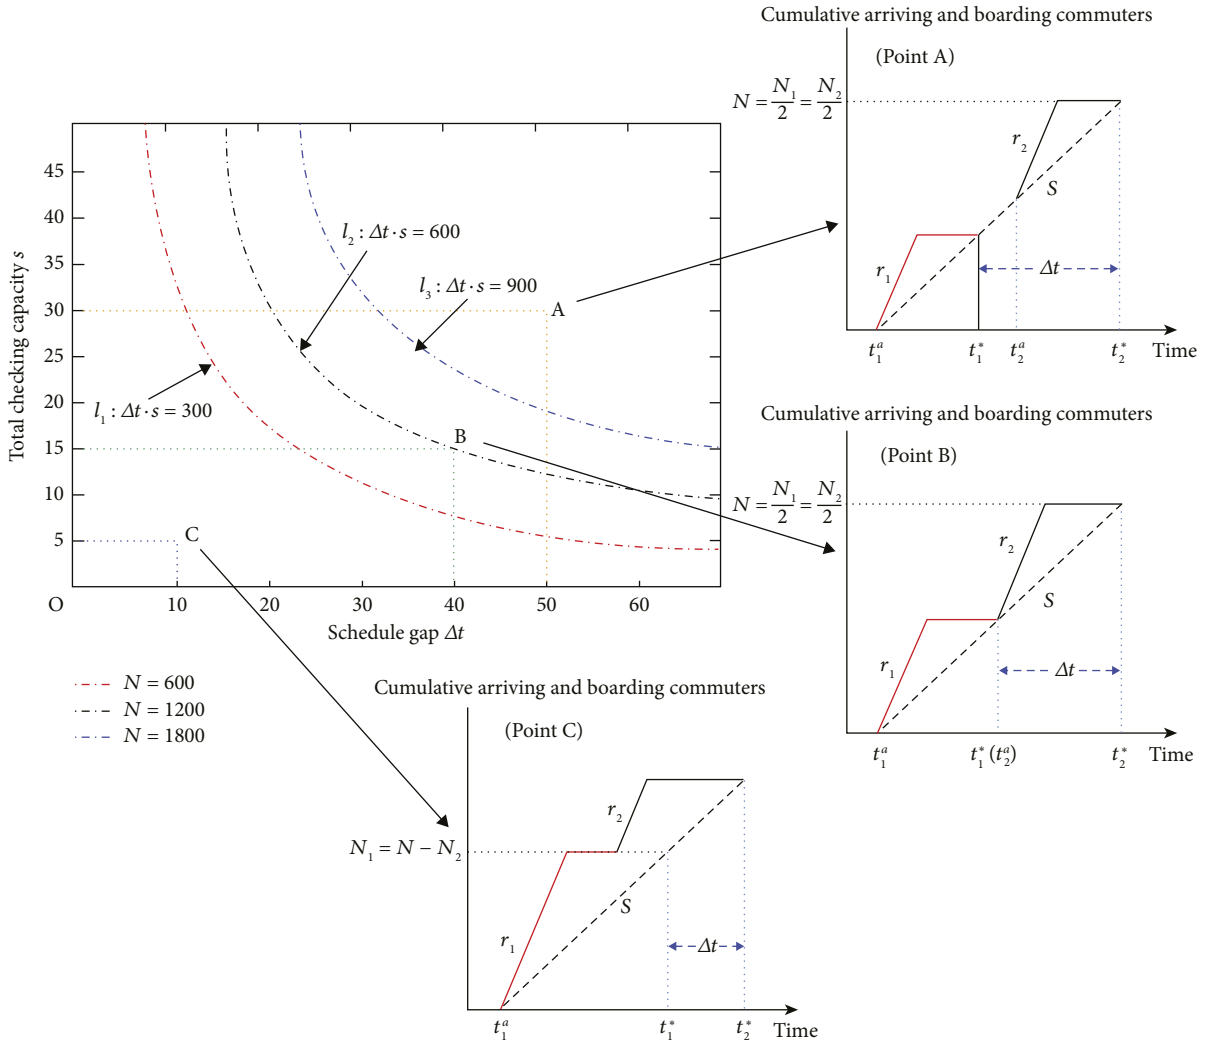 Cumulative arriving and boarding commuters
(Point A)
N = N₁/2 = N₂/2
r₁
r₂
S
Δt
t₁ᵃ
t₁*
t₂ᵃ
t₂*
Time
Total checking capacity s
45
40
35
30
25
20
15
10
5
O
10
20
30
40
50
60
Schedule gap Δt
l₁ : Δt·s = 300
l₂ : Δt·s = 600
l₃ : Δt·s = 900
A
B
C
N = 600
N = 1200
N = 1800
Cumulative arriving and boarding commuters
(Point B)
N = N₁/2 = N₂/2
r₁
r₂
S
Δt
t₁ᵃ
t₁* (t₂ᵃ)
t₂*
Time
Cumulative arriving and boarding commuters
(Point C)
N₁ = N − N₂
r₁
r₂
S
Δt
t₁ᵃ
t₁*
t₂*
Time